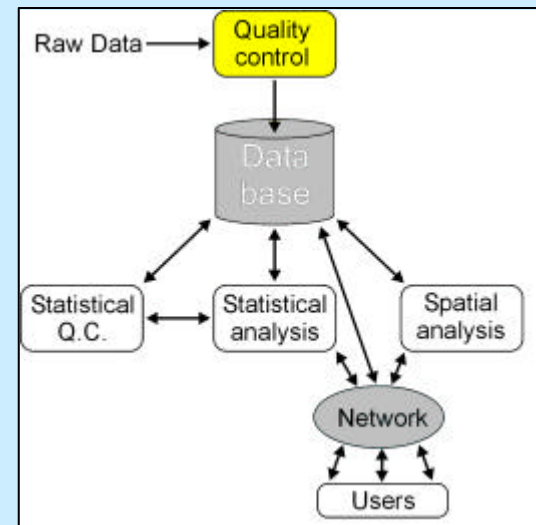 Raw Data
Quality
control
Data
base
Statistical
Q.C.
Statistical
analysis
Spatial
analysis
Network
Users